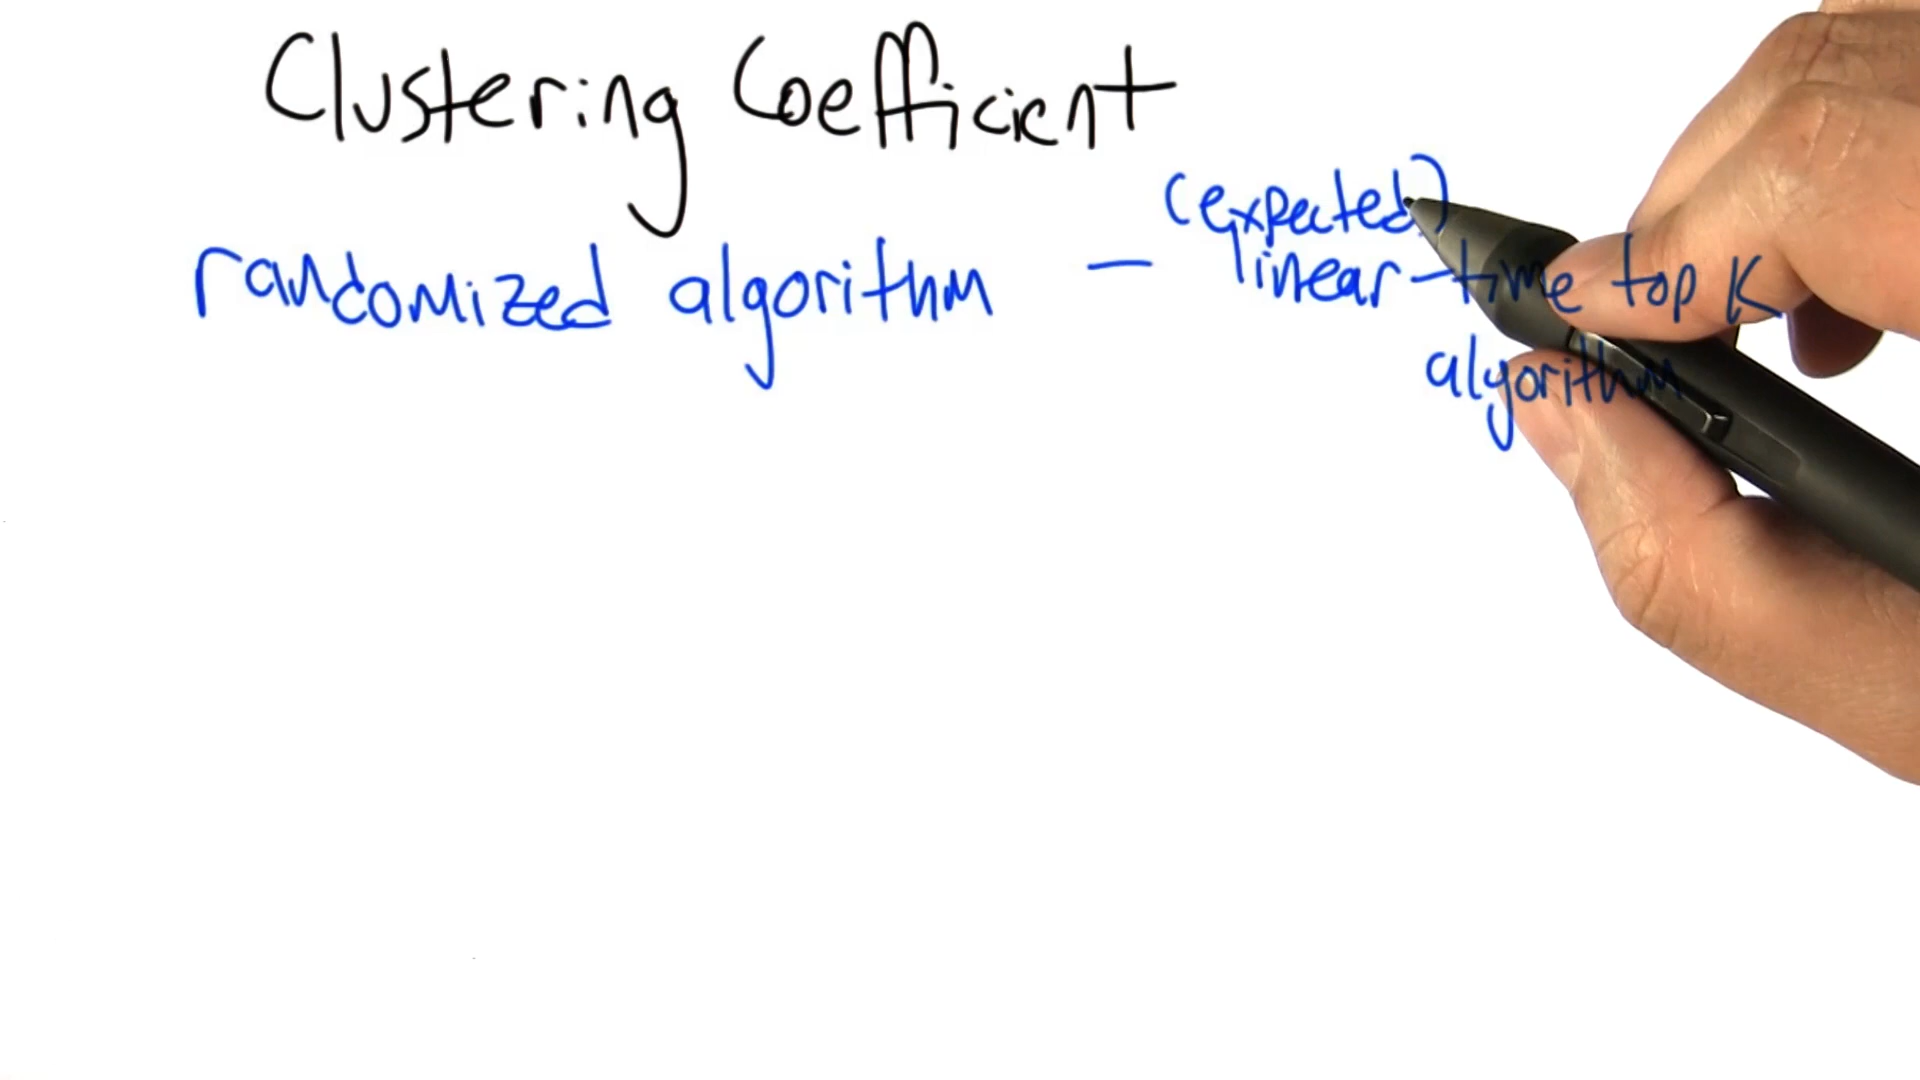 Clustering Coefficient
randomized algorithm — (expected)
linear-time top K
algorithm